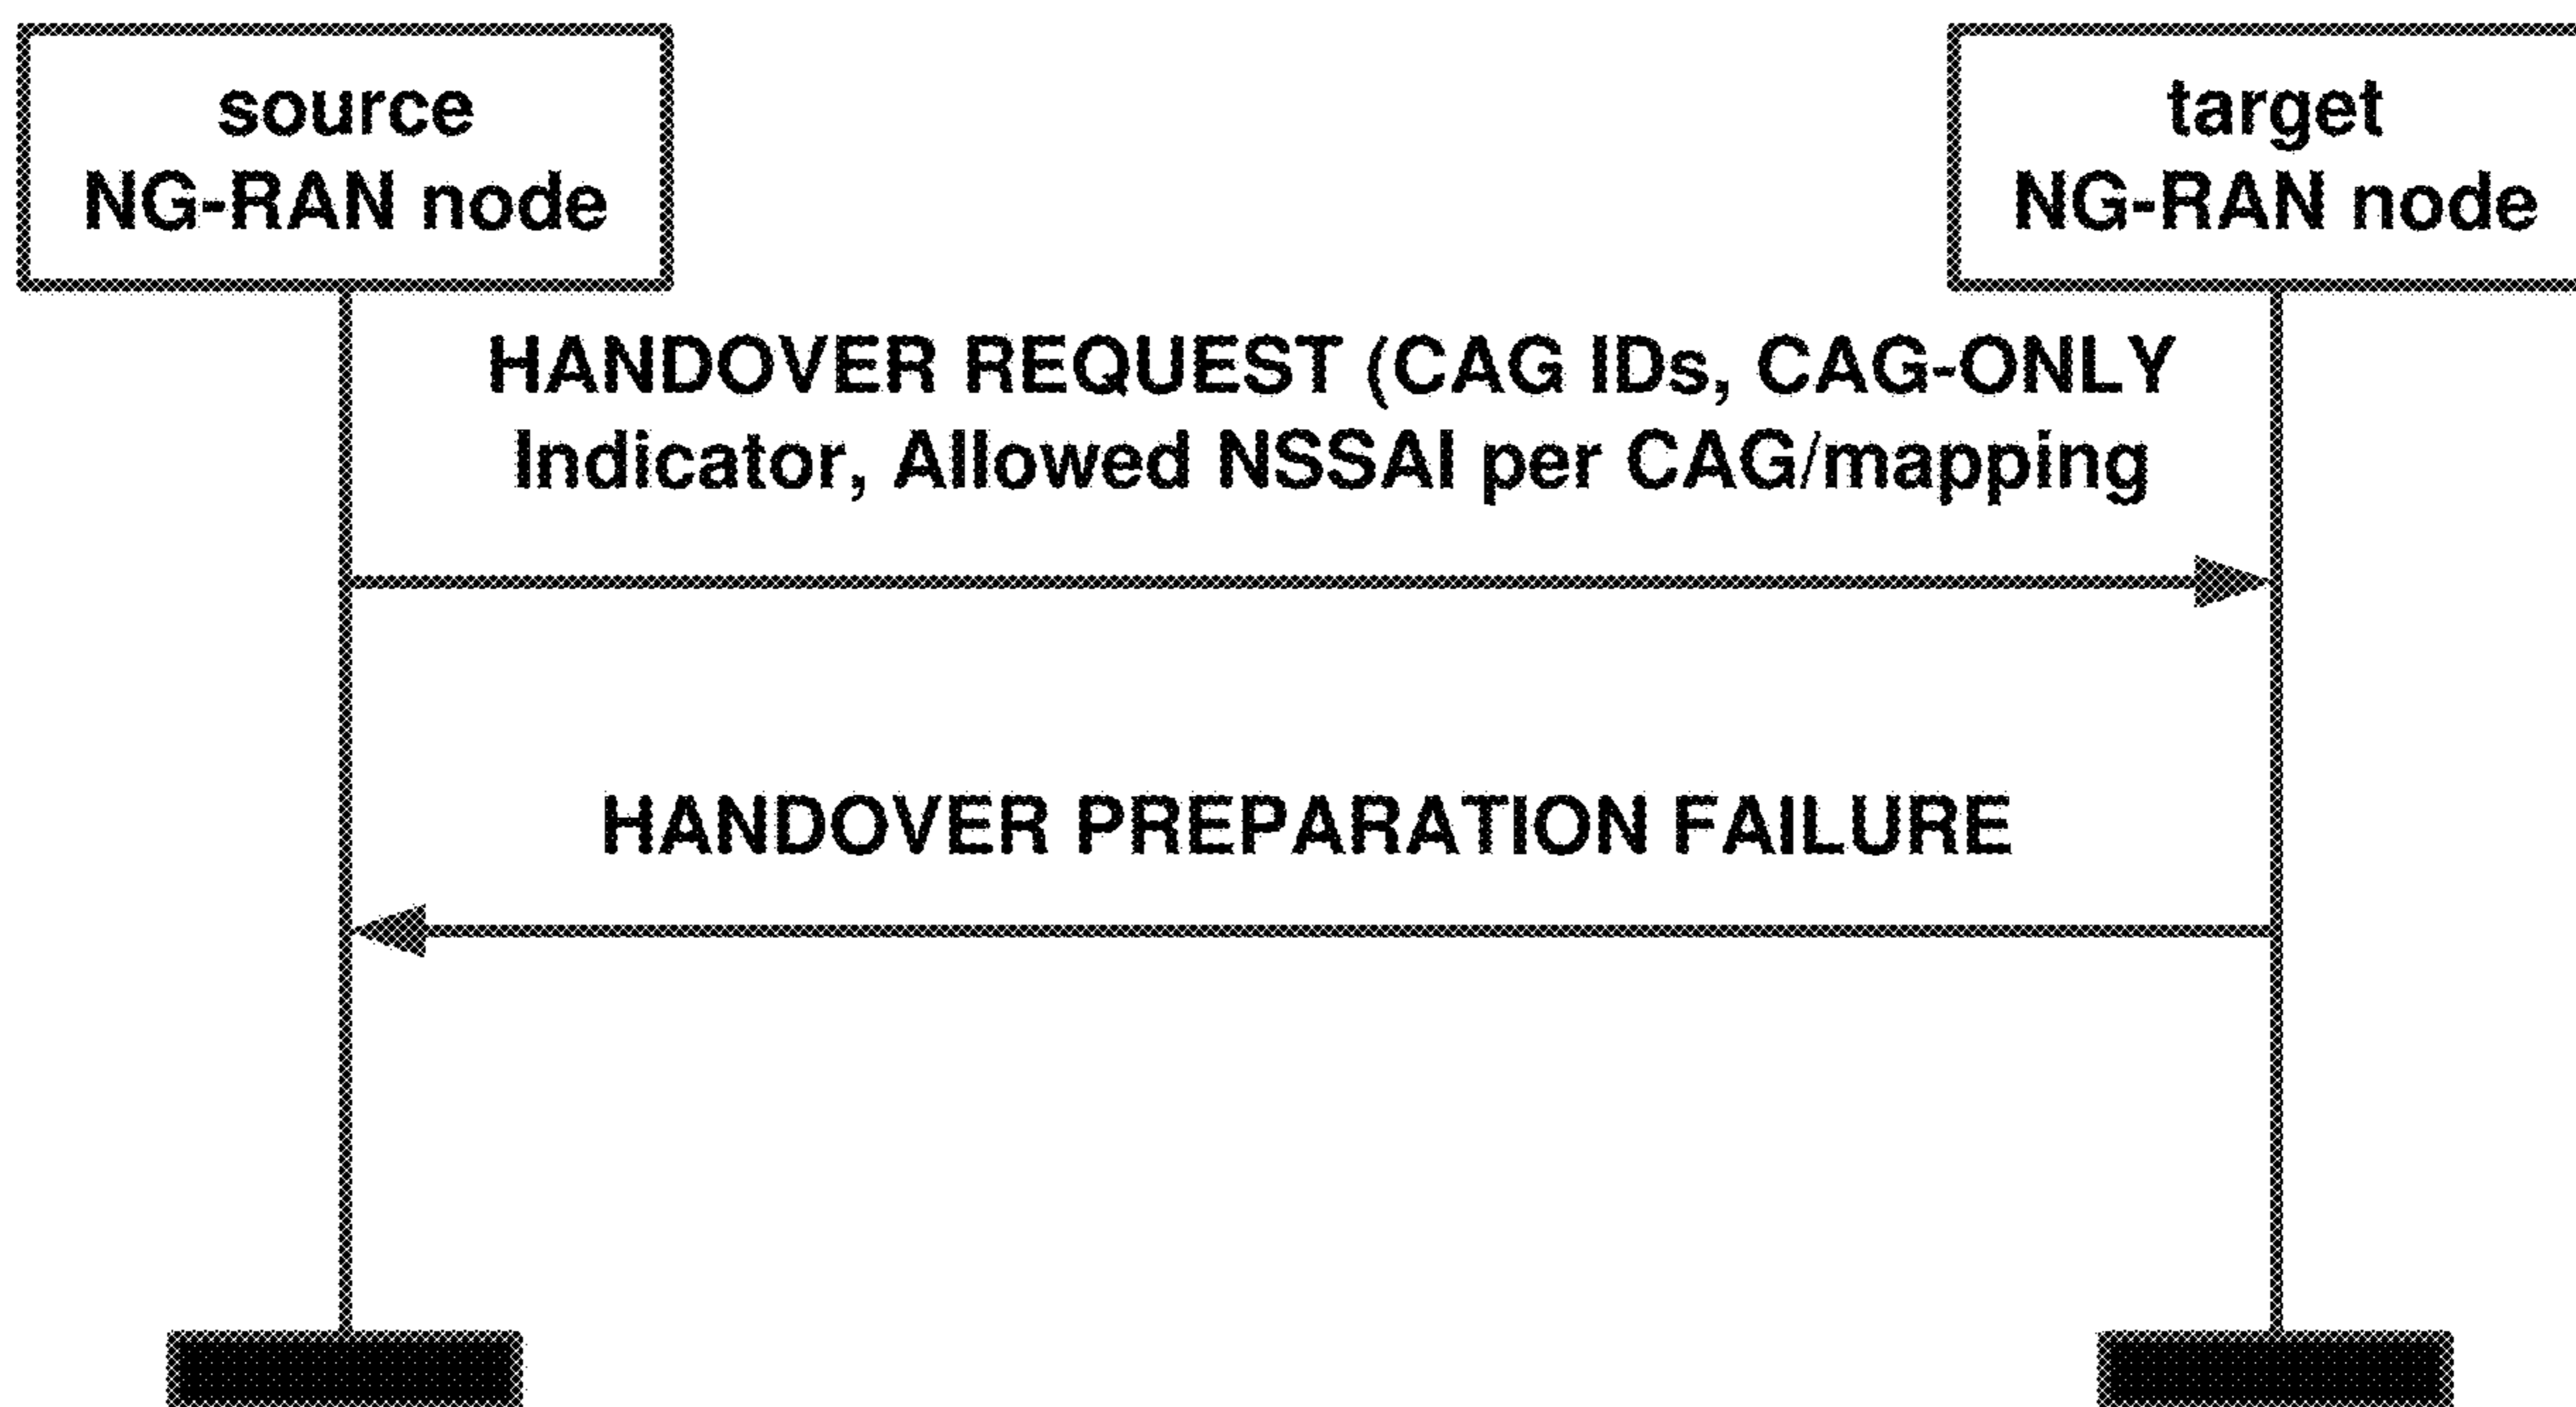 source
NG-RAN node
target
NG-RAN node
HANDOVER REQUEST (CAG IDs, CAG-ONLY
Indicator, Allowed NSSAI per CAG/mapping
HANDOVER PREPARATION FAILURE